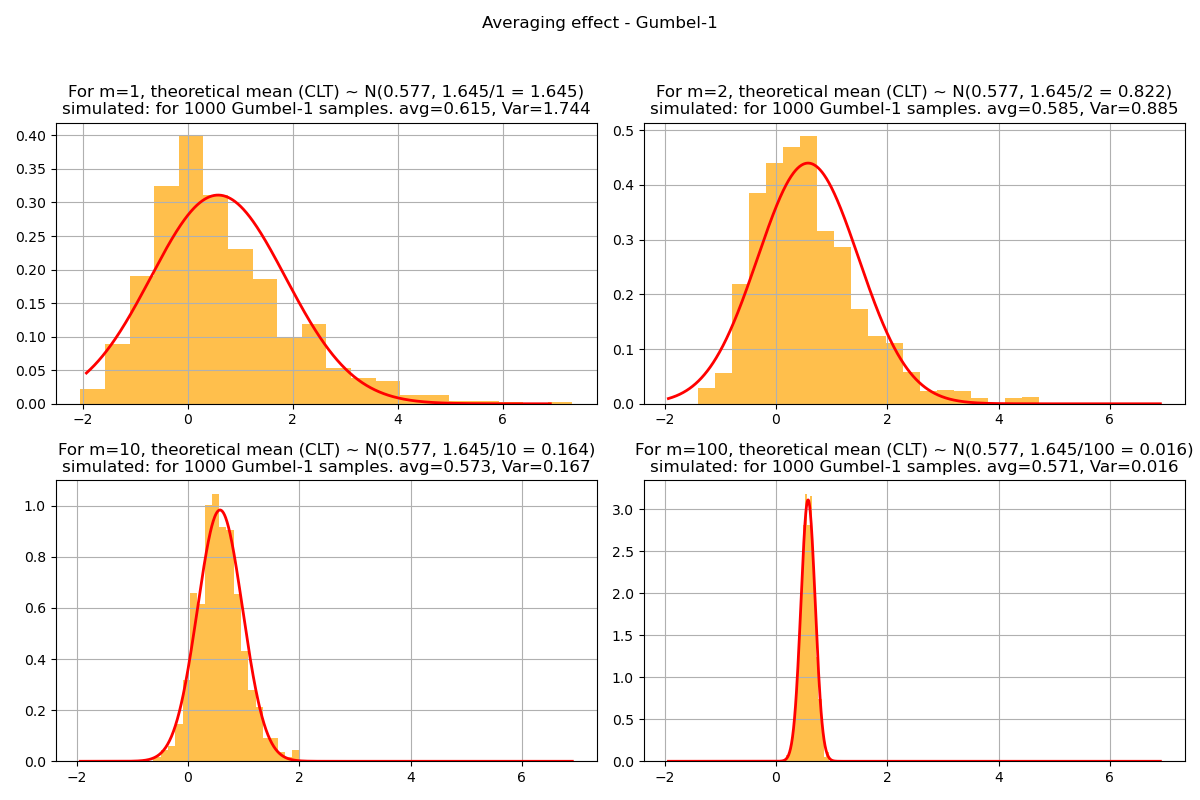 Averaging effect - Gumbel-1
For m=1, theoretical mean (CLT) ~ N(0.577, 1.645/1 = 1.645)
simulated: for 1000 Gumbel-1 samples. avg=0.615, Var=1.744
0.40
0.35
0.30
0.25
0.20
0.15
0.10
0.05
0.00
−2 0 2 4 6
For m=2, theoretical mean (CLT) ~ N(0.577, 1.645/2 = 0.822)
simulated: for 1000 Gumbel-1 samples. avg=0.585, Var=0.885
0.5
0.4
0.3
0.2
0.1
0.0
−2 0 2 4 6
For m=10, theoretical mean (CLT) ~ N(0.577, 1.645/10 = 0.164)
simulated: for 1000 Gumbel-1 samples. avg=0.573, Var=0.167
1.0
0.8
0.6
0.4
0.2
0.0
−2 0 2 4 6
For m=100, theoretical mean (CLT) ~ N(0.577, 1.645/100 = 0.016)
simulated: for 1000 Gumbel-1 samples. avg=0.571, Var=0.016
3.0
2.5
2.0
1.5
1.0
0.5
0.0
−2 0 2 4 6